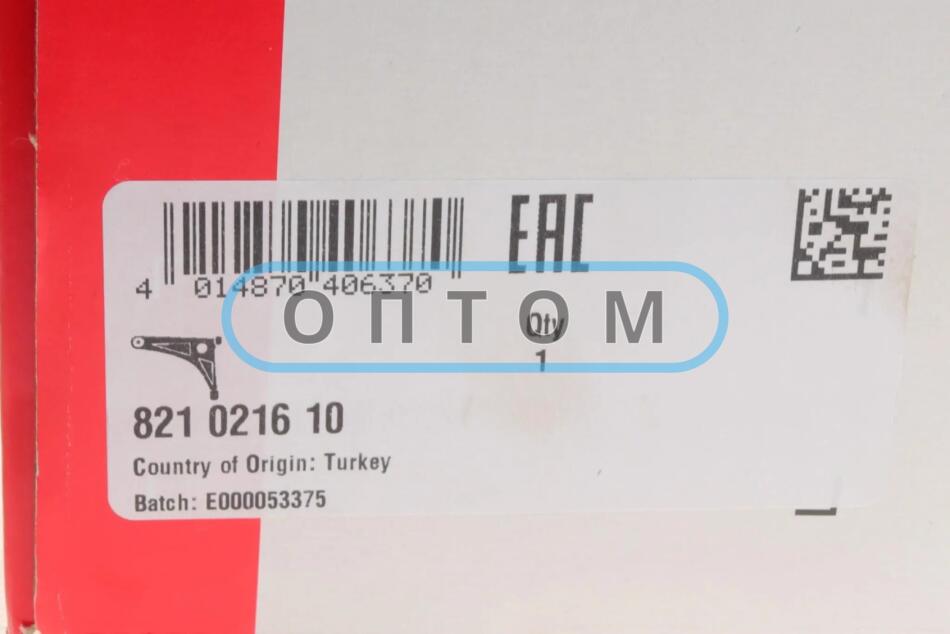 EAC
4 014870 406370
ОПТОМ
Qty
1
821 0216 10
Country of Origin: Turkey
Batch: E000053375